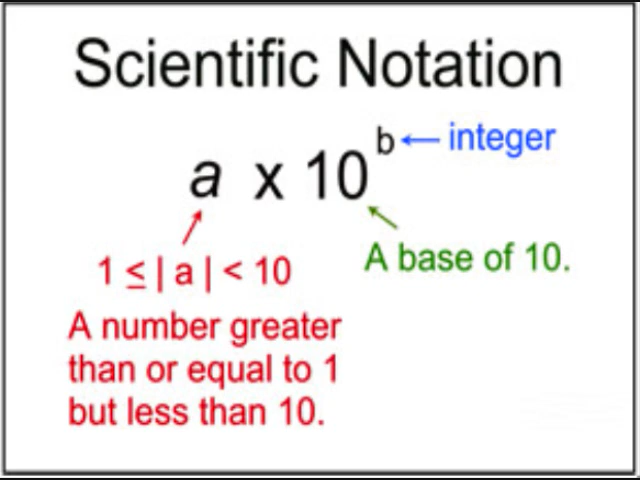 Scientific Notation
a x 10^b ← integer
1 ≤ | a | < 10
A base of 10.
A number greater
than or equal to 1
but less than 10.